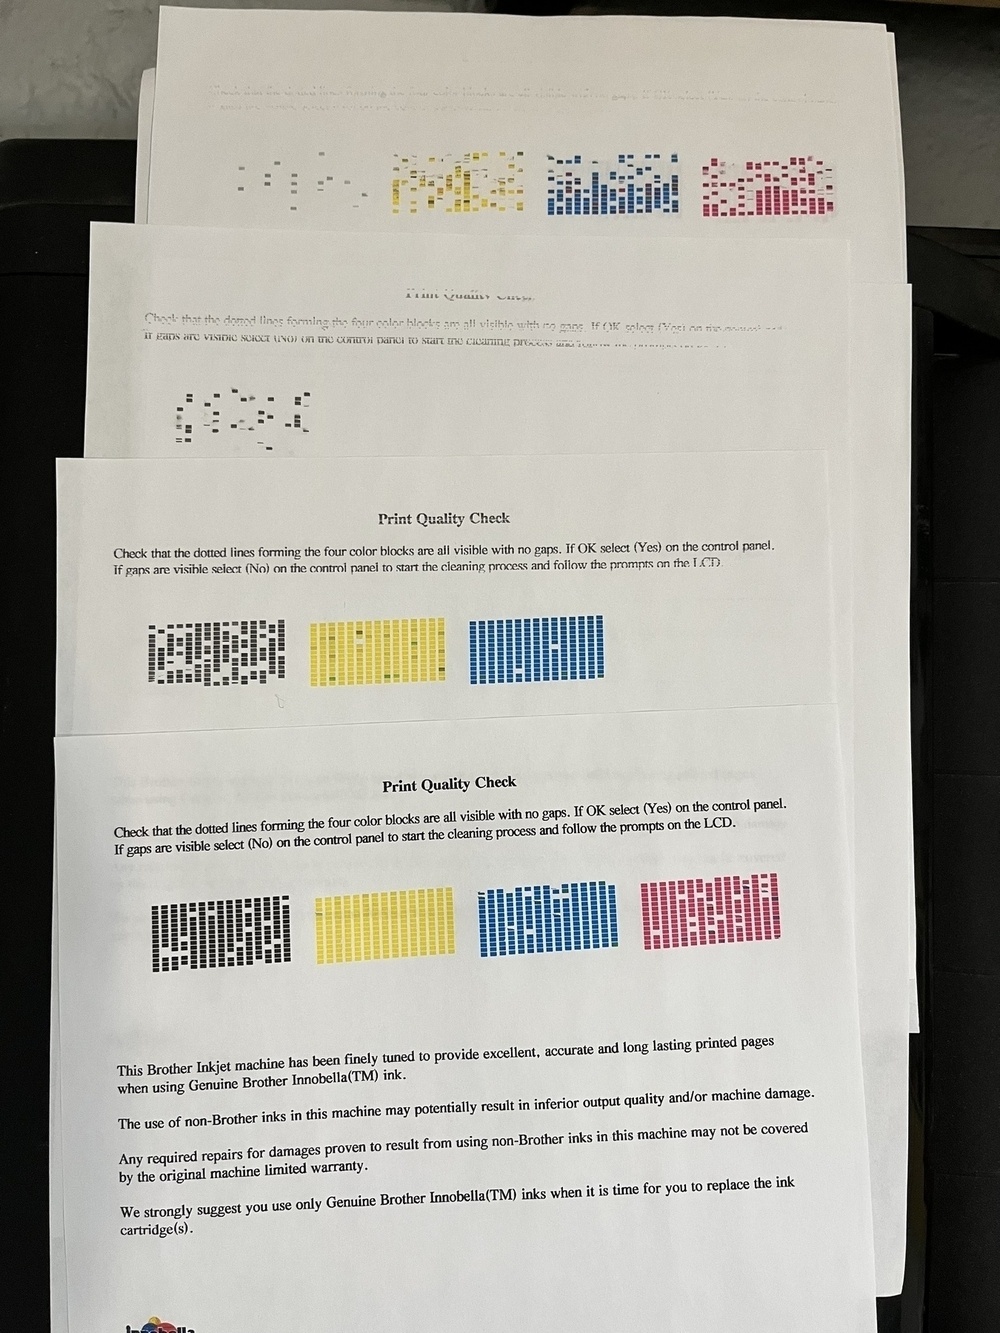 Print Quality Check
Check that the dotted lines forming the four color blocks are all visible with no gaps. If OK select (Yes) on the
If gaps are visible select (No) on the control panel to start the cleaning process and
Print Quality Check
Check that the dotted lines forming the four color blocks are all visible with no gaps. If OK select (Yes) on the control panel.
If gaps are visible select (No) on the control panel to start the cleaning process and follow the prompts on the LCD
Print Quality Check
Check that the dotted lines forming the four color blocks are all visible with no gaps. If OK select (Yes) on the control panel.
If gaps are visible select (No) on the control panel to start the cleaning process and follow the prompts on the LCD.
This Brother Inkjet machine has been finely tuned to provide excellent, accurate and long lasting printed pages
when using Genuine Brother Innobella(TM) ink.
The use of non-Brother inks in this machine may potentially result in inferior output quality and/or machine damage.
Any required repairs for damages proven to result from using non-Brother inks in this machine may not be covered
by the original machine limited warranty.
We strongly suggest you use only Genuine Brother Innobella(TM) inks when it is time for you to replace the ink
cartridge(s).